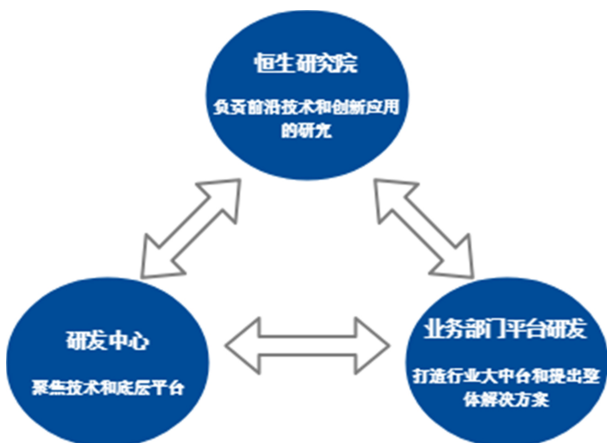 恒生研究院
负责前沿技术和创新应用
的研究
研发中心
聚焦技术和底层平台
业务部门平台研发
打造行业大中台和提出整
体解决方案